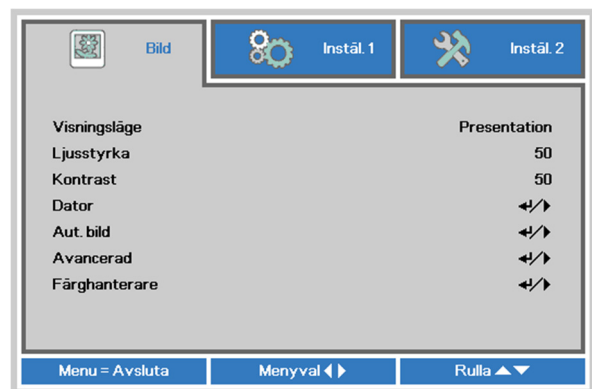 Bild Instäl. 1 Instäl. 2
Visningsläge Presentation
Ljusstyrka 50
Kontrast 50
Dator ↵/▶
Aut. bild ↵/▶
Avancerad ↵/▶
Färghanterare ↵/▶
Menu = Avsluta Menyval ◀▶ Rulla ▲▼